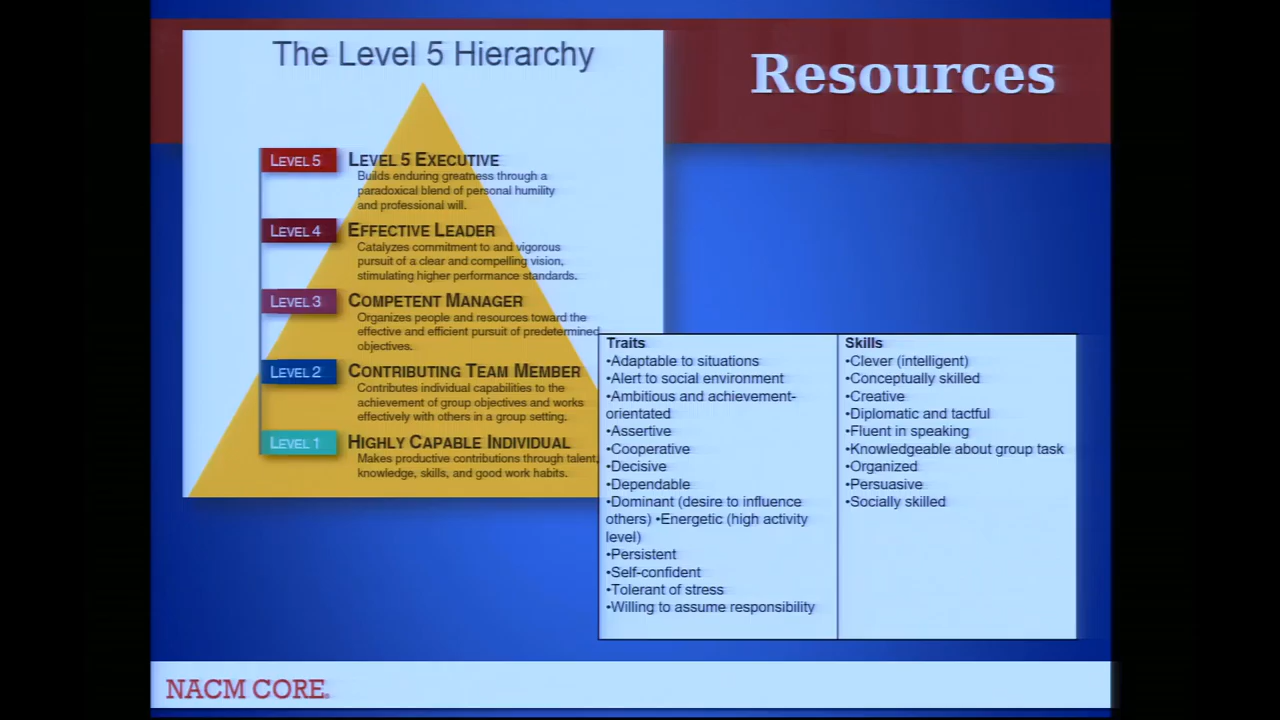 The Level 5 Hierarchy
Resources
LEVEL 5
LEVEL 5 EXECUTIVE
Builds enduring greatness through a
paradoxical blend of personal humility
and professional will.
LEVEL 4
EFFECTIVE LEADER
Catalyzes commitment to and vigorous
pursuit of a clear and compelling vision,
stimulating higher performance standards.
LEVEL 3
COMPETENT MANAGER
Organizes people and resources toward the
effective and efficient pursuit of predetermined
objectives.
LEVEL 2
CONTRIBUTING TEAM MEMBER
Contributes individual capabilities to the
achievement of group objectives and works
effectively with others in a group setting.
LEVEL 1
HIGHLY CAPABLE INDIVIDUAL
Makes productive contributions through talent,
knowledge, skills, and good work habits.
Traits
•Adaptable to situations
•Alert to social environment
•Ambitious and achievement-
orientated
•Assertive
•Cooperative
•Decisive
•Dependable
•Dominant (desire to influence
others) •Energetic (high activity
level)
•Persistent
•Self-confident
•Tolerant of stress
•Willing to assume responsibility
Skills
•Clever (intelligent)
•Conceptually skilled
•Creative
•Diplomatic and tactful
•Fluent in speaking
•Knowledgeable about group task
•Organized
•Persuasive
•Socially skilled
NACM CORE®